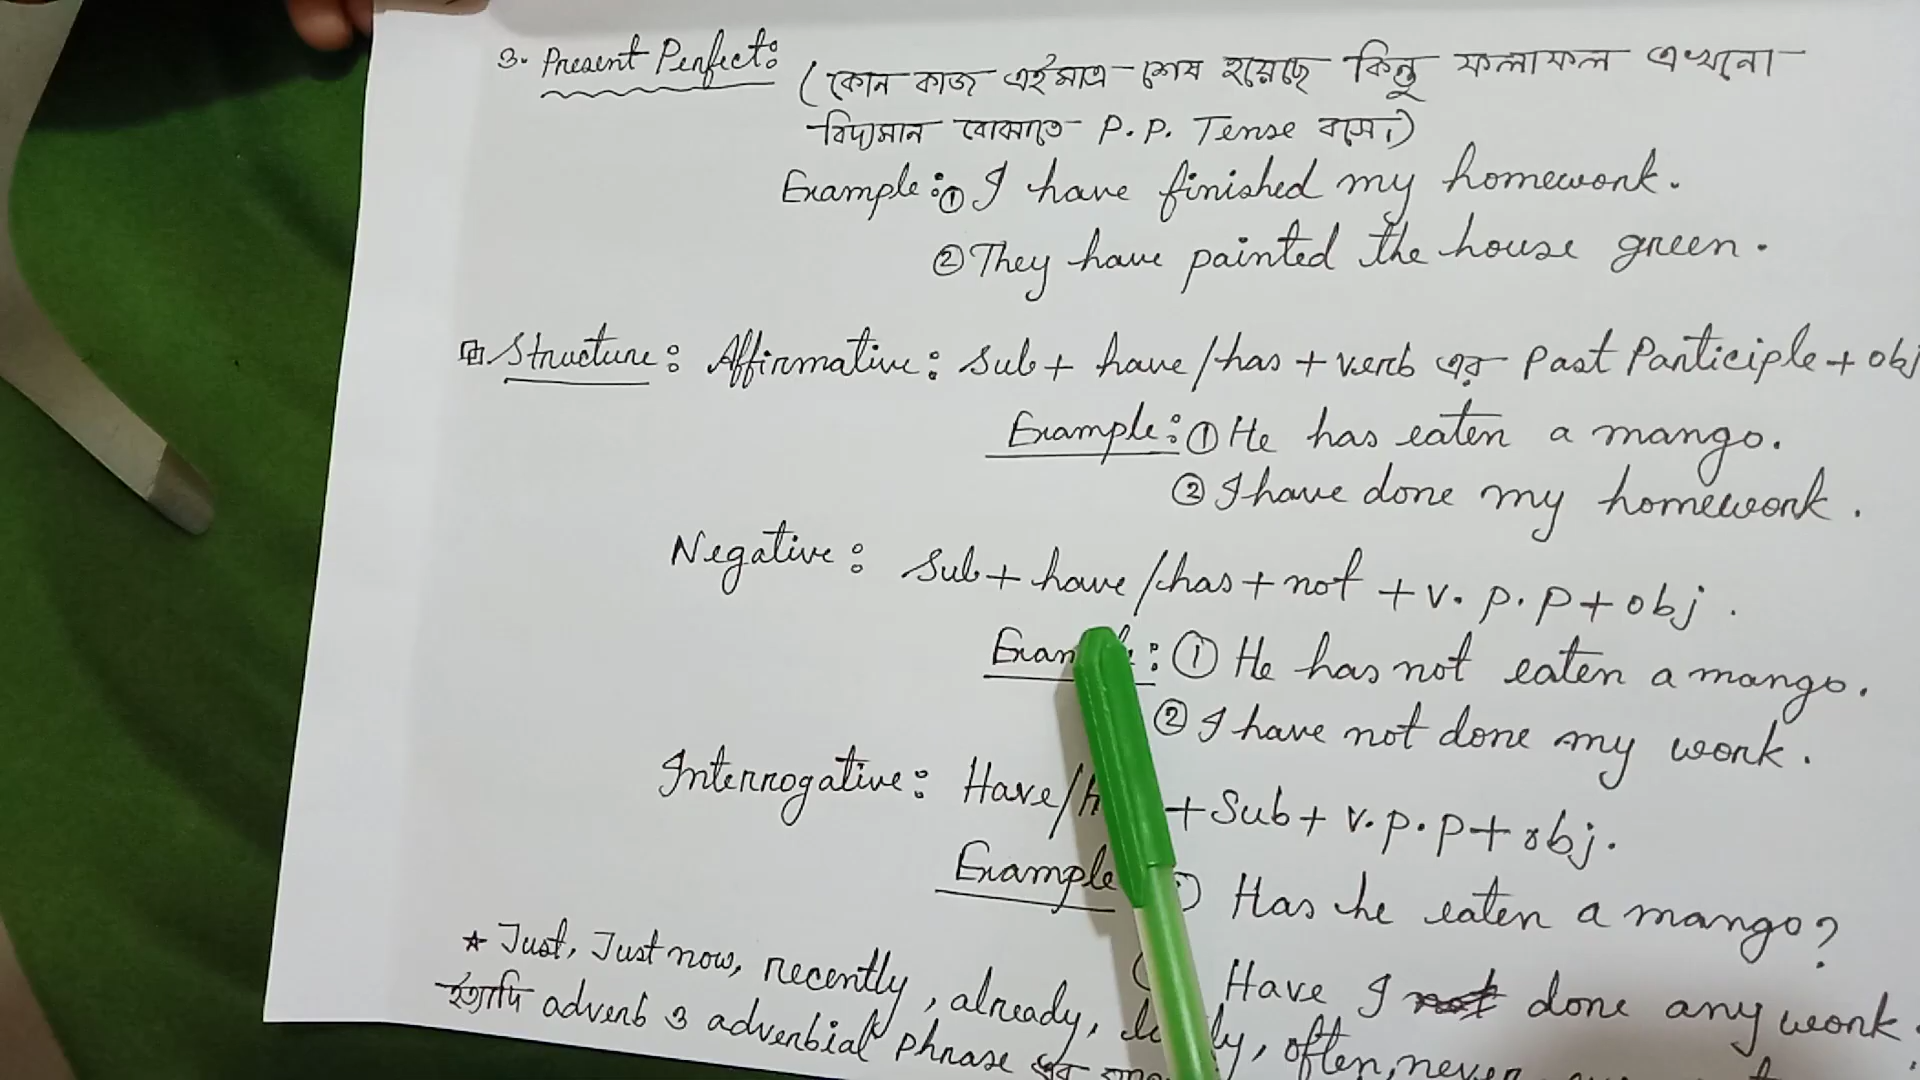 3. Present Perfect: (কোন কাজ এইমাত্র শেষ হয়েছে কিন্তু ফলাফল এখনো
বিদ্যমান বোঝাতে P.P. Tense বসে।)
Example: ① I have finished my homework.
② They have painted the house green.
Structure: Affirmative: Sub + have/has + verb এর Past Participle + obj
Example: ① He has eaten a mango.
② I have done my homework.
Negative: Sub + have/has + not + v.p.p + obj.
Example: ① He has not eaten a mango.
② I have not done my work.
Interrogative: Have/ + Sub + v.p.p + obj.
Example ) Has he eaten a mango?
Have I done any work.
★ Just, Just now, recently, already, often, never,
ইত্যাদি adverb ও adverbial phrase